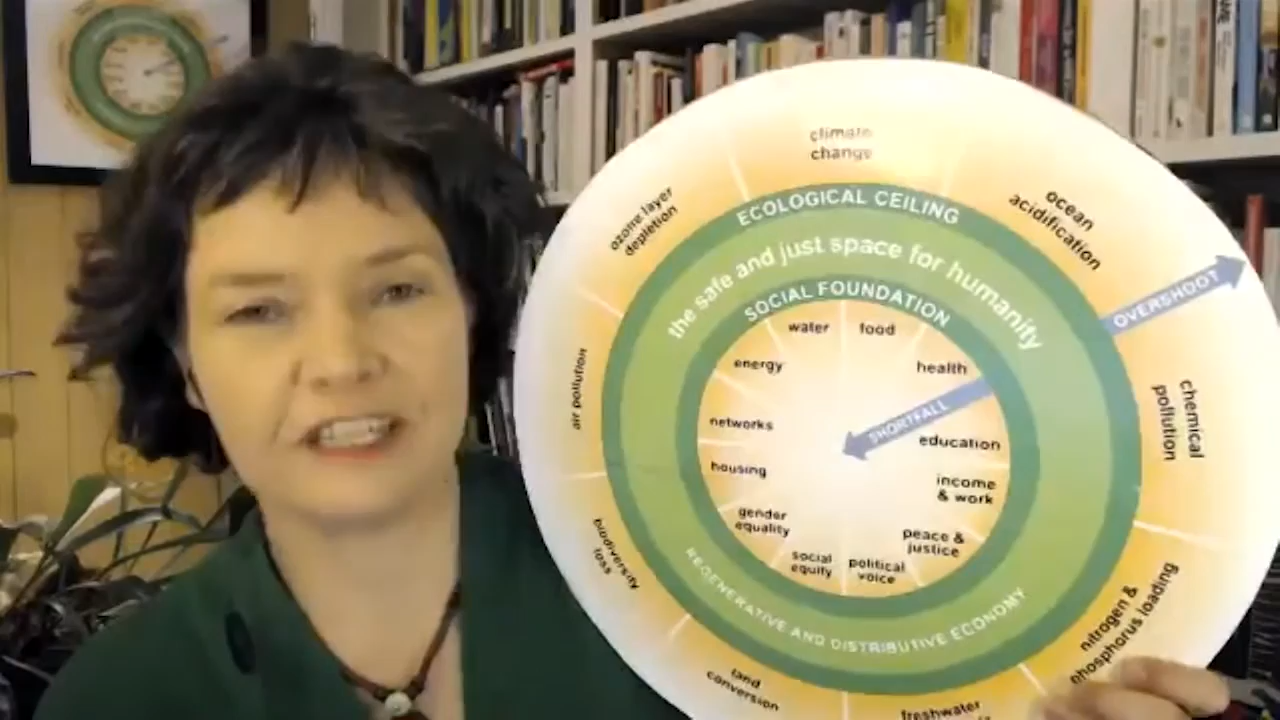 climate
change
ozone layer
depletion
ocean
acidification
ECOLOGICAL CEILING
the safe and just space for humanity
SOCIAL FOUNDATION
OVERSHOOT
water
food
energy
health
networks
SHORTFALL
education
housing
income
& work
gender
equality
peace &
justice
social
equity
political
voice
air pollution
chemical
pollution
biodiversity
loss
REGENERATIVE AND DISTRIBUTIVE ECONOMY
nitrogen &
phosphorus loading
land
conversion
freshwater